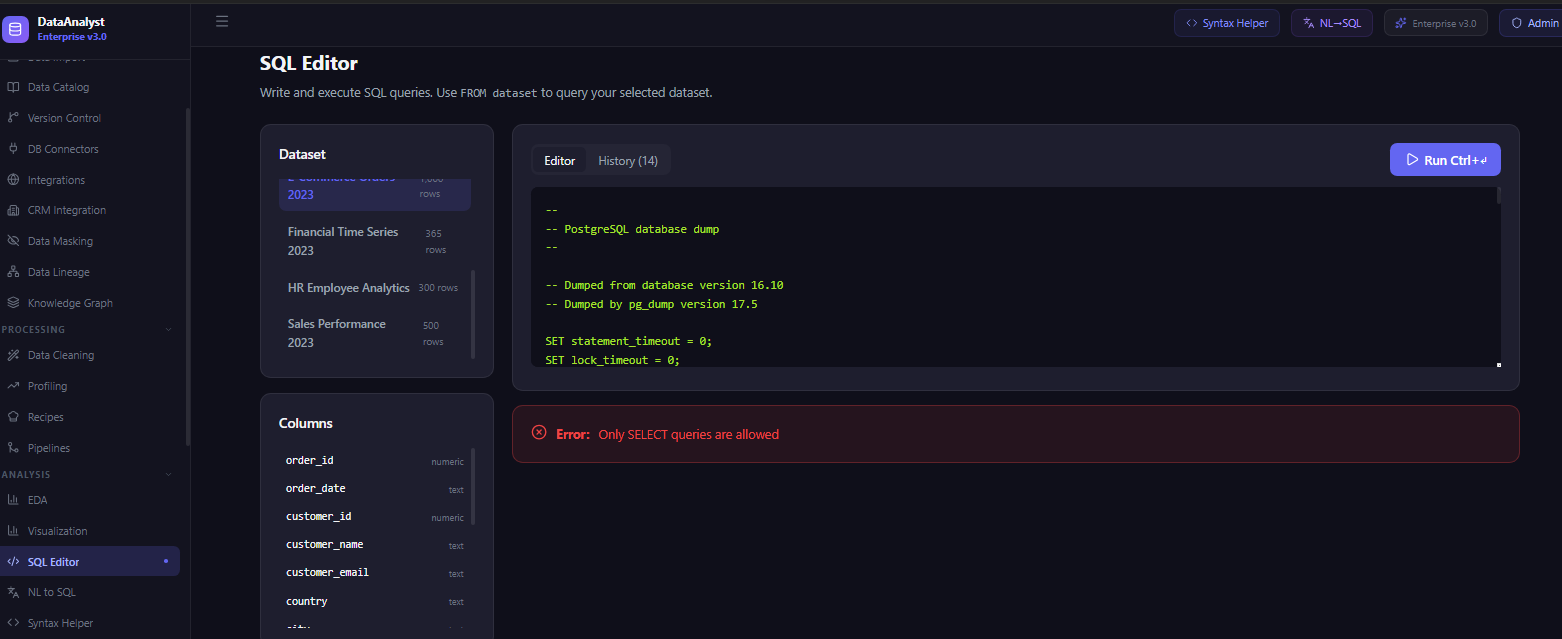 DataAnalyst
Enterprise v3.0
Syntax Helper
NL→SQL
Enterprise v3.0
Admin
Data Catalog
Version Control
DB Connectors
Integrations
CRM Integration
Data Masking
Data Lineage
Knowledge Graph
PROCESSING
Data Cleaning
Profiling
Recipes
Pipelines
ANALYSIS
EDA
Visualization
SQL Editor
NL to SQL
Syntax Helper
SQL Editor
Write and execute SQL queries. Use FROM dataset to query your selected dataset.
Dataset
E-Commerce Orders 1,000
2023 rows
Financial Time Series 365
2023 rows
HR Employee Analytics 300 rows
Sales Performance 500
2023 rows
Columns
order_id numeric
order_date text
customer_id numeric
customer_name text
customer_email text
country text
Editor
History (14)
Run Ctrl+↵
--
-- PostgreSQL database dump
--
-- Dumped from database version 16.10
-- Dumped by pg_dump version 17.5
SET statement_timeout = 0;
SET lock_timeout = 0;
Error: Only SELECT queries are allowed